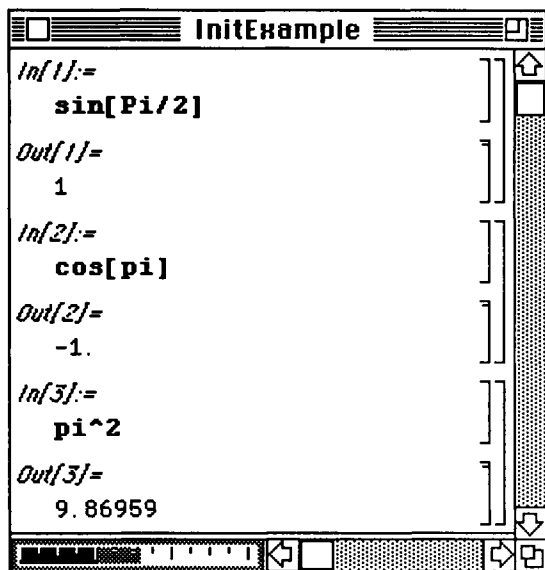 InitExample
In[1]:=
sin[Pi/2]
Out[1]=
1
In[2]:=
cos[pi]
Out[2]=
-1.
In[3]:=
pi^2
Out[3]=
9.86959